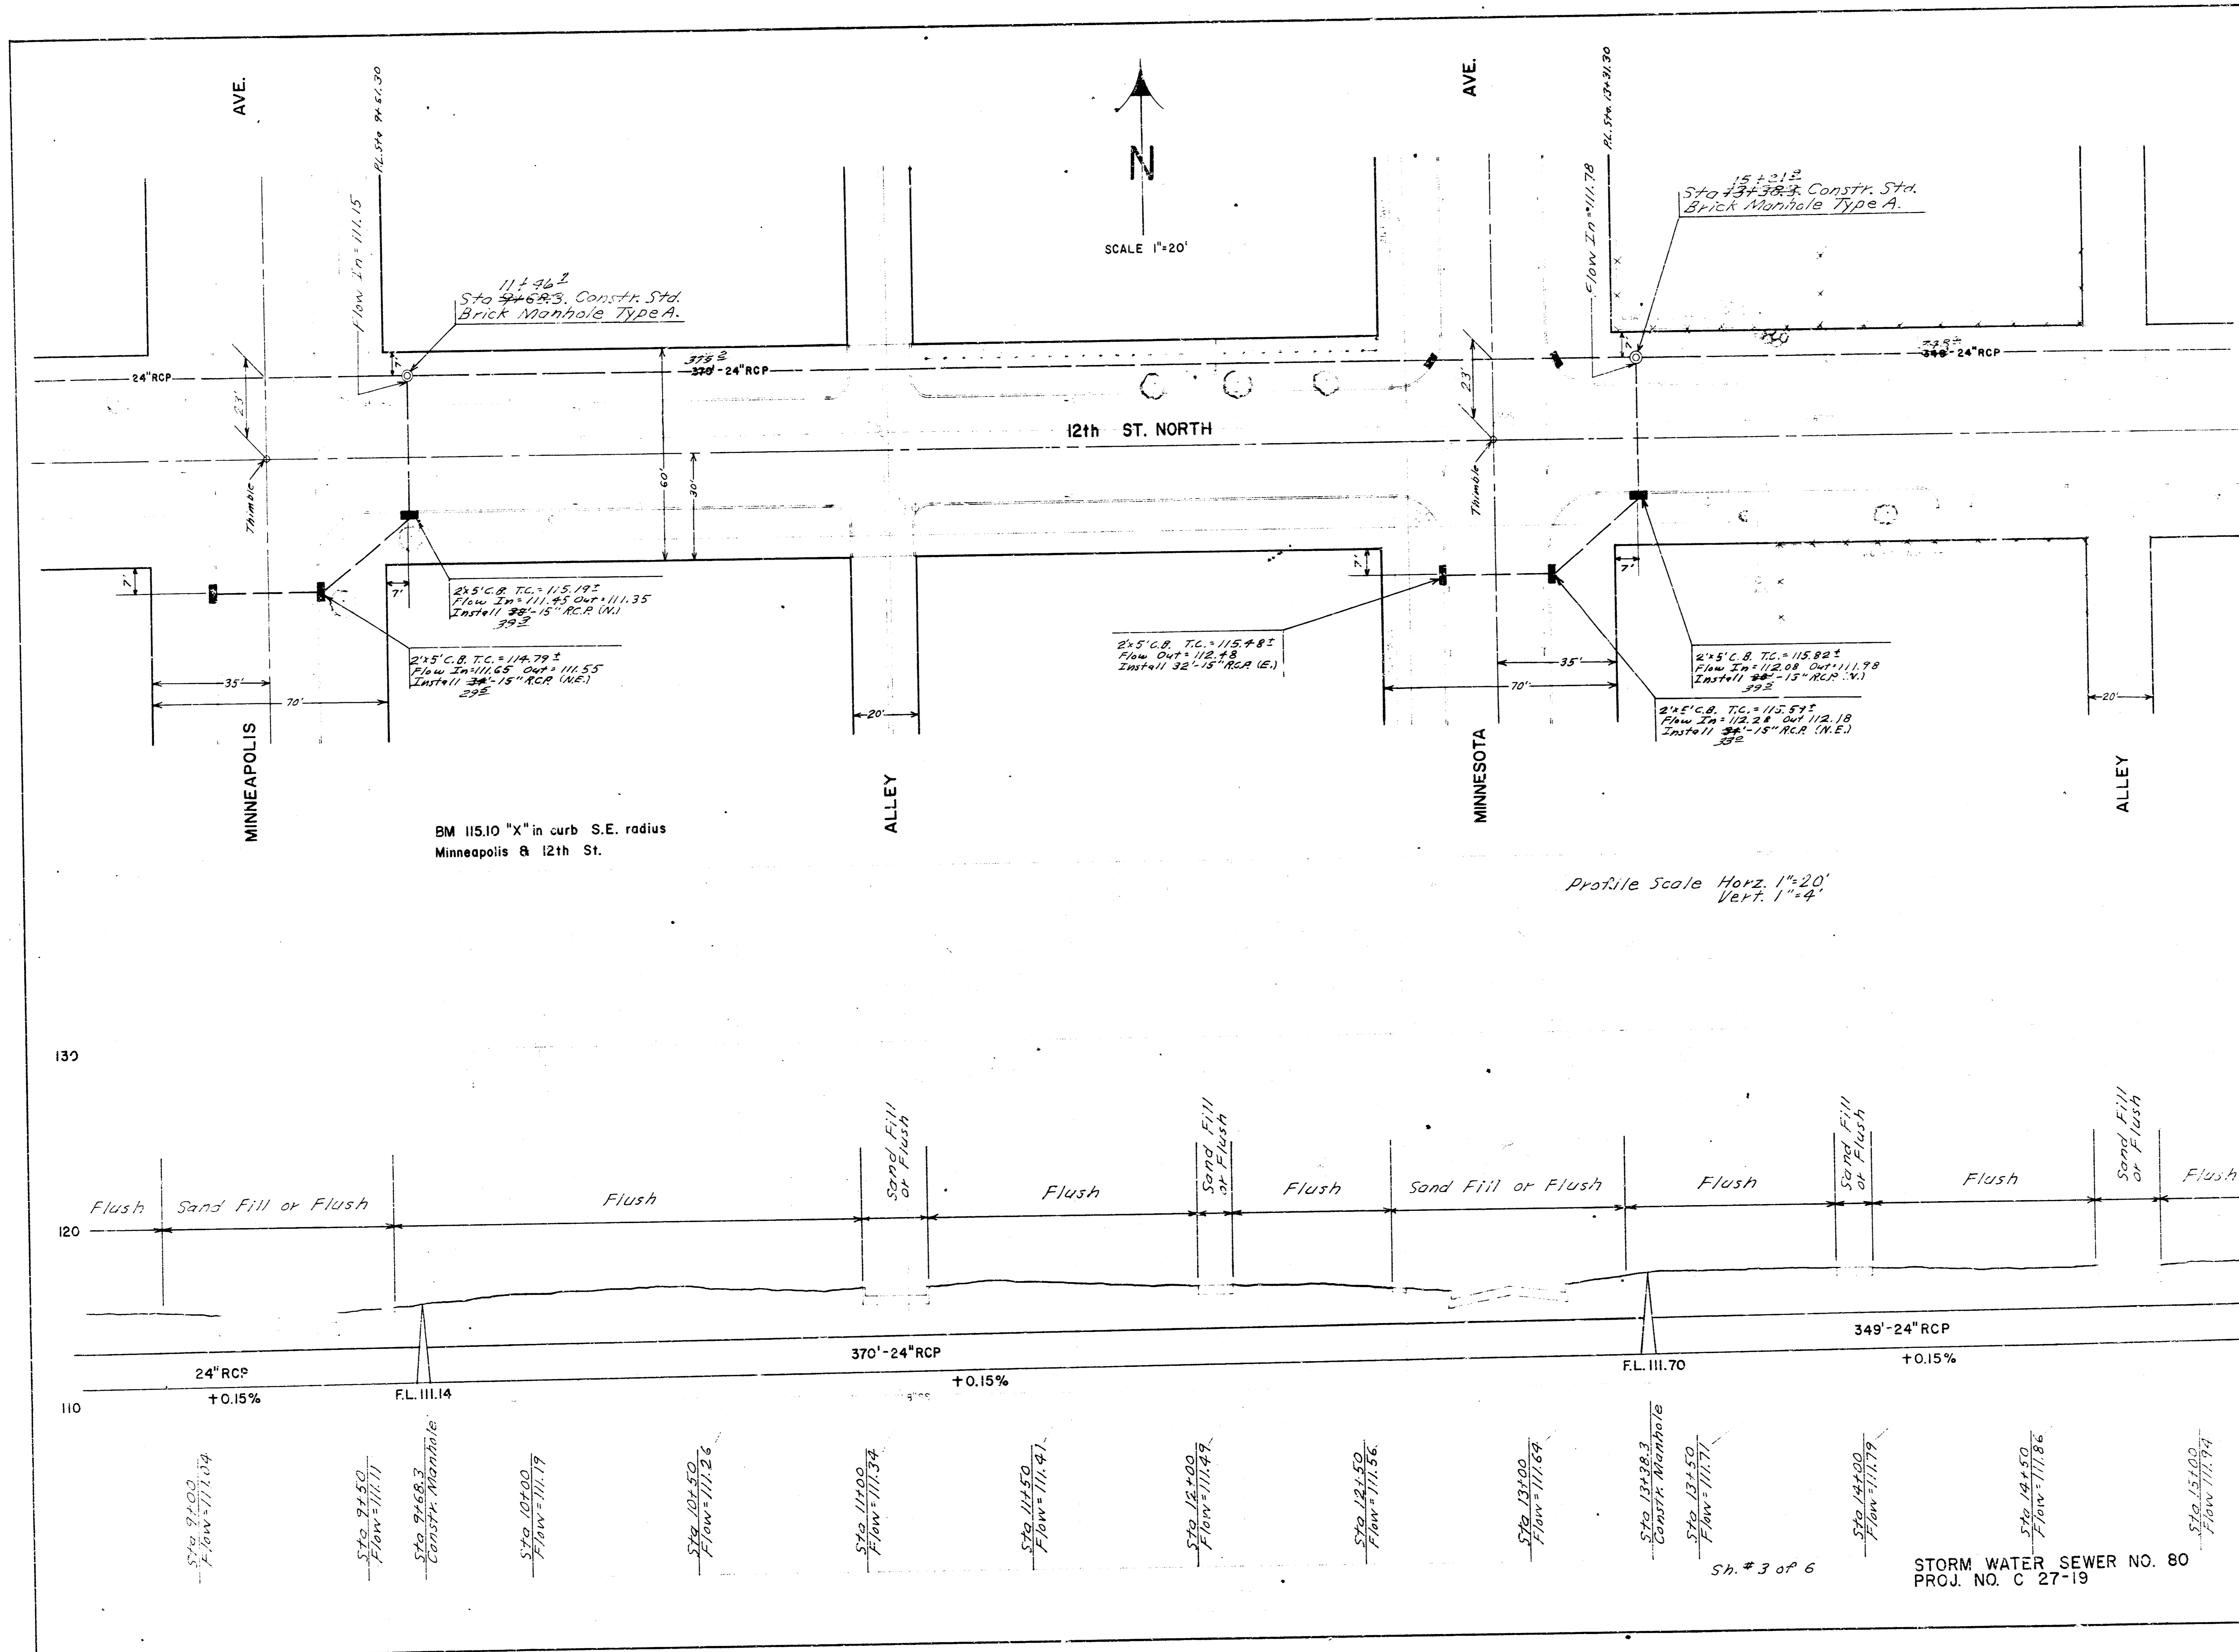 AVE.
P.L. Sta 9+61.30
Flow In = 111.15
11+46²
Sta 9+68.3. Constr. Std.
Brick Manhole Type A.
N
SCALE 1"=20'
AVE.
P.L. Sta. 13+31.30
Flow In = 111.78
15+21²
Sta 13+38.3. Constr. Std.
Brick Manhole Type A.
24" RCP
23'
7'
375⁰
370'-24" RCP
23'
7'
349'-24" RCP
12th ST. NORTH
Thimble
60'
30'
Thimble
7'
7'
2'x5' C.B. T.C. = 115.19±
Flow In = 111.45 Out = 111.35
Install 38'-15" R.C.P. (N.)
39
2'x5' C.B. T.C. = 114.79±
Flow In = 111.65 Out = 111.55
Install 34'-15" R.C.P. (N.E.)
29
35'
70'
20'
7'
7'
2'x5' C.B. T.C. = 115.48±
Flow Out = 112.48
Install 32'-15" R.C.P. (E.)
35'
70'
2'x5' C.B. T.C. = 115.82±
Flow In = 112.08 Out = 111.98
Install 38'-15" R.C.P. (N.)
39
2'x5' C.B. T.C. = 115.57±
Flow In = 112.28 Out 112.18
Install 34'-15" R.C.P. (N.E.)
33
20'
MINNEAPOLIS
ALLEY
MINNESOTA
ALLEY
BM 115.10 "X" in curb S.E. radius
Minneapolis & 12th St.
Profile Scale Horz. 1"=20'
Vert. 1"=4'
130
120
110
Flush
Sand Fill or Flush
Flush
Sand Fill
or Flush
Flush
Sand Fill
or Flush
Flush
Sand Fill or Flush
Flush
Sand Fill
or Flush
Flush
Sand Fill
or Flush
Flush
24" RCP
+0.15%
F.L. 111.14
370'-24" RCP
+0.15%
F.L. 111.70
349'-24" RCP
+0.15%
Sta 9+00
Flow = 111.04
Sta 9+50
Flow = 111.11
Sta 9+68.3
Constr. Manhole
Sta 10+00
Flow = 111.19
Sta 10+50
Flow = 111.26
Sta 11+00
Flow = 111.34
Sta 11+50
Flow = 111.41
Sta 12+00
Flow = 111.49
Sta 12+50
Flow = 111.56
Sta 13+00
Flow = 111.64
Sta 13+38.3
Constr. Manhole
Sta 13+50
Flow = 111.71
Sta 14+00
Flow = 111.79
Sta 14+50
Flow = 111.86
Sta 15+00
Flow 111.94
Sh. # 3 of 6
STORM WATER SEWER NO. 80
PROJ. NO. C 27-19